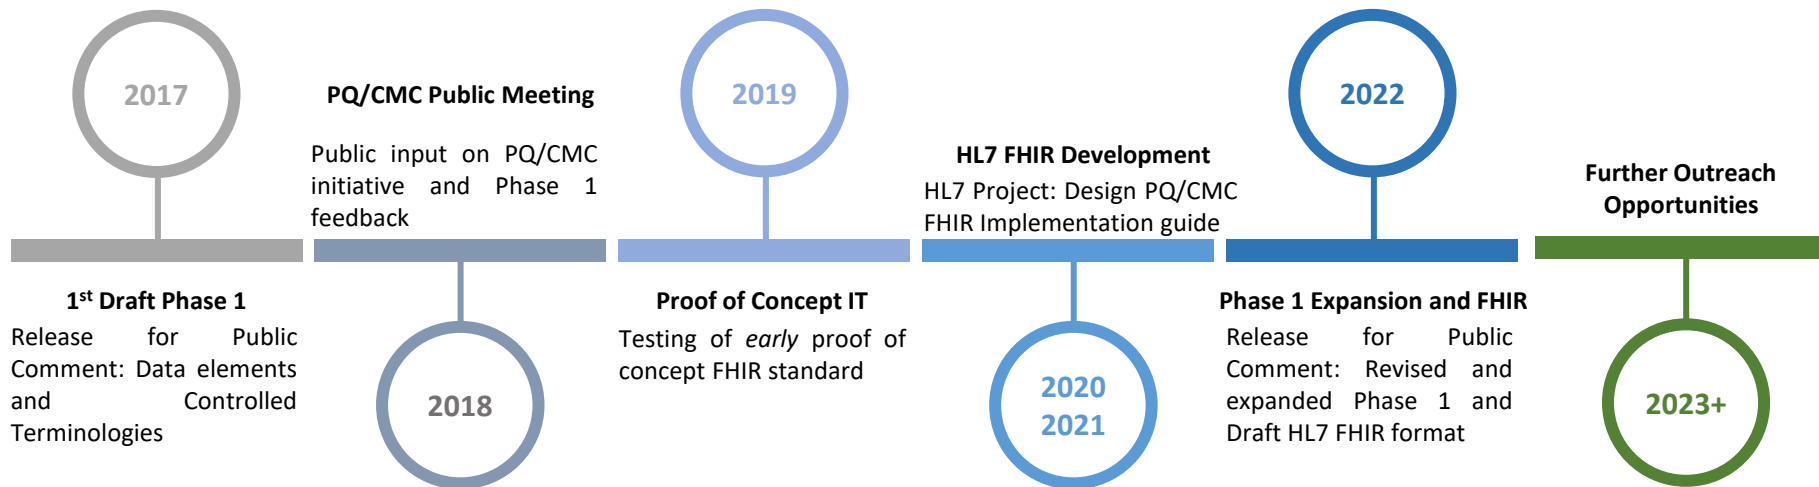 2017
1st Draft Phase 1
Release for Public
Comment: Data elements
and Controlled
Terminologies
PQ/CMC Public Meeting
Public input on PQ/CMC
initiative and Phase 1
feedback
2018
2019
Proof of Concept IT
Testing of early proof of
concept FHIR standard
HL7 FHIR Development
HL7 Project: Design PQ/CMC
FHIR Implementation guide
2020
2021
2022
Phase 1 Expansion and FHIR
Release for Public
Comment: Revised and
expanded Phase 1 and
Draft HL7 FHIR format
Further Outreach
Opportunities
2023+